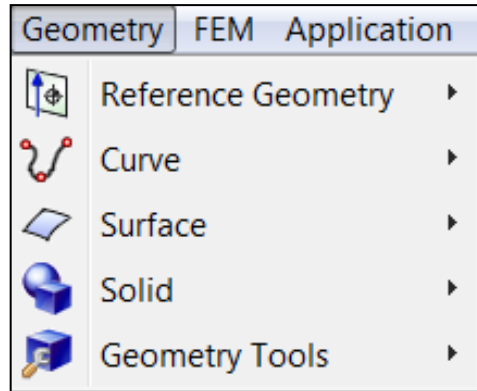 Geometry FEM Application
Reference Geometry
Curve
Surface
Solid
Geometry Tools